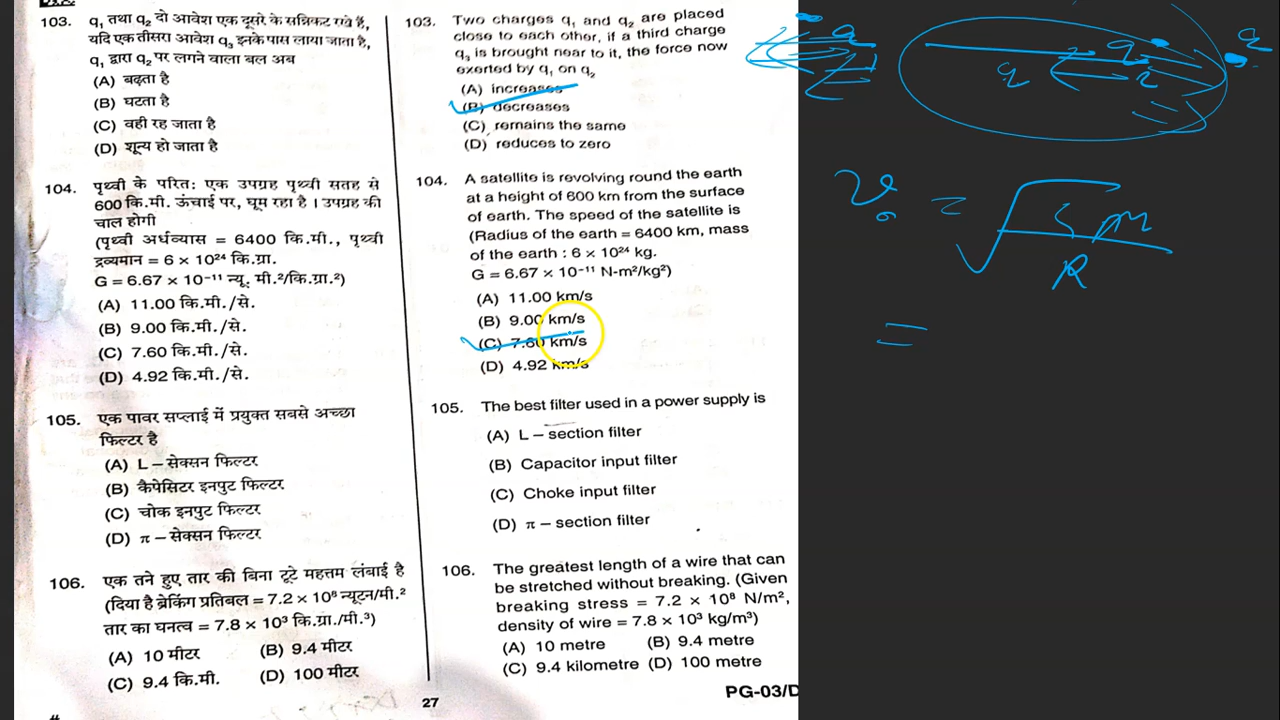 103. q₁ तथा q₂ दो आवेश एक दूसरे के सन्निकट रखे हैं,
यदि एक तीसरा आवेश q₃ इनके पास लाया जाता है,
q₁ द्वारा q₂ पर लगने वाला बल अब
(A) बढ़ता है
(B) घटता है
(C) वही रह जाता है
(D) शून्य हो जाता है
104. पृथ्वी के परित: एक उपग्रह पृथ्वी सतह से
600 कि.मी. ऊंचाई पर, घूम रहा है । उपग्रह की
चाल होगी
(पृथ्वी अर्धव्यास = 6400 कि.मी., पृथ्वी
द्रव्यमान = 6 × 10²⁴ कि.ग्रा.
G = 6.67 × 10⁻¹¹ न्यू. मी.²/कि.ग्रा.²)
(A) 11.00 कि.मी./से.
(B) 9.00 कि.मी./से.
(C) 7.60 कि.मी./से.
(D) 4.92 कि.मी./से.
105. एक पावर सप्लाई में प्रयुक्त सबसे अच्छा
फिल्टर है
(A) L – सेक्सन फिल्टर
(B) कैपेसिटर इनपुट फिल्टर
(C) चोक इनपुट फिल्टर
(D) π – सेक्सन फिल्टर
106. एक तने हुए तार की बिना टूटे महत्तम लंबाई है
(दिया है ब्रेकिंग प्रतिबल = 7.2 × 10⁸ न्यूटन/मी.²
तार का घनत्व = 7.8 × 10³ कि.ग्रा./मी.³)
(A) 10 मीटर (B) 9.4 मीटर
(C) 9.4 कि.मी. (D) 100 मीटर
103. Two charges q₁ and q₂ are placed
close to each other, if a third charge
q₃ is brought near to it, the force now
exerted by q₁ on q₂
(A) increases
(B) decreases
(C) remains the same
(D) reduces to zero
104. A satellite is revolving round the earth
at a height of 600 km from the surface
of earth. The speed of the satellite is
(Radius of the earth = 6400 km, mass
of the earth : 6 × 10²⁴ kg.
G = 6.67 × 10⁻¹¹ N-m²/kg²)
(A) 11.00 km/s
(B) 9.00 km/s
(C) 7.60 km/s
(D) 4.92 km/s
105. The best filter used in a power supply is
(A) L – section filter
(B) Capacitor input filter
(C) Choke input filter
(D) π – section filter
106. The greatest length of a wire that can
be stretched without breaking. (Given
breaking stress = 7.2 × 10⁸ N/m²,
density of wire = 7.8 × 10³ kg/m³)
(A) 10 metre (B) 9.4 metre
(C) 9.4 kilometre (D) 100 metre
27
PG-03/D